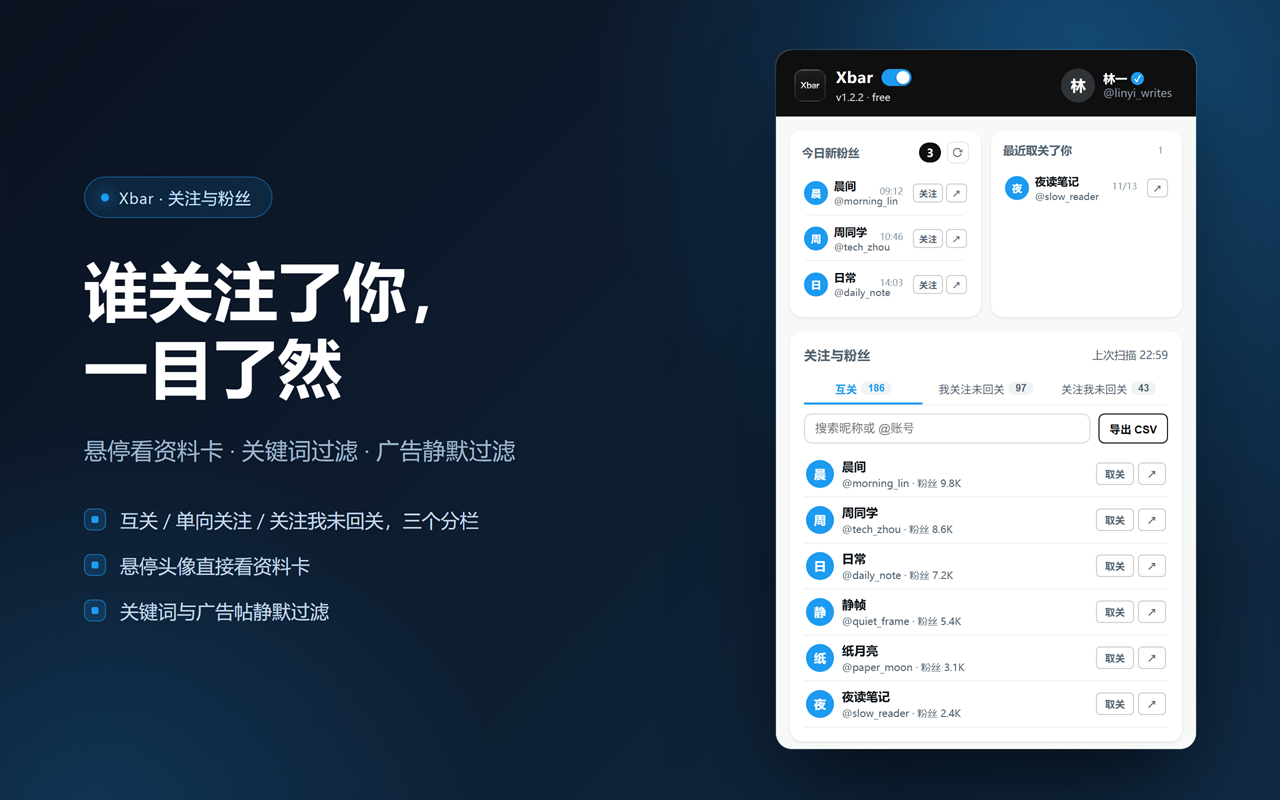 Xbar · 关注与粉丝
谁关注了你，
一目了然
悬停看资料卡 · 关键词过滤 · 广告静默过滤
互关 / 单向关注 / 关注我未回关，三个分栏
悬停头像直接看资料卡
关键词与广告帖静默过滤
Xbar
Xbar
v1.2.2 · free
林
林一
@linyi_writes
今日新粉丝
3
晨
晨间
@morning_lin
09:12
关注
↗
周
周同学
@tech_zhou
10:46
关注
↗
日
日常
@daily_note
14:03
关注
↗
最近取关了你
1
夜
夜读笔记
@slow_reader
11/13
↗
关注与粉丝
上次扫描 22:59
互关 186
我关注未回关 97
关注我未回关 43
搜索昵称或 @账号
导出 CSV
晨
晨间
@morning_lin · 粉丝 9.8K
取关
↗
周
周同学
@tech_zhou · 粉丝 8.6K
取关
↗
日
日常
@daily_note · 粉丝 7.2K
取关
↗
静
静帧
@quiet_frame · 粉丝 5.4K
取关
↗
纸
纸月亮
@paper_moon · 粉丝 3.1K
取关
↗
夜
夜读笔记
@slow_reader · 粉丝 2.4K
取关
↗